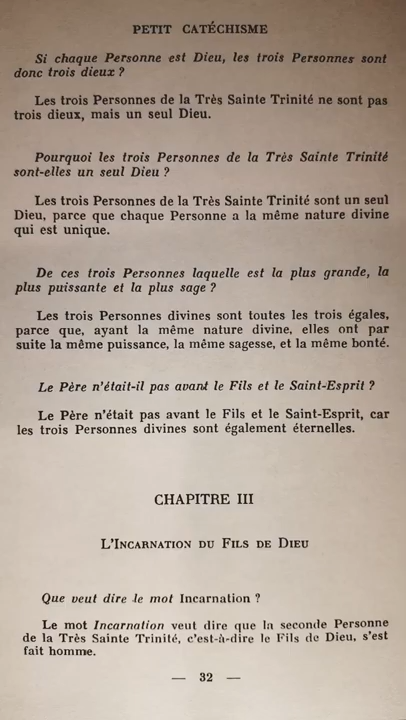 PETIT CATÉCHISME
Si chaque Personne est Dieu, les trois Personnes sont
donc trois dieux ?
Les trois Personnes de la Très Sainte Trinité ne sont pas
trois dieux, mais un seul Dieu.
Pourquoi les trois Personnes de la Très Sainte Trinité
sont-elles un seul Dieu ?
Les trois Personnes de la Très Sainte Trinité sont un seul
Dieu, parce que chaque Personne a la même nature divine
qui est unique.
De ces trois Personnes laquelle est la plus grande, la
plus puissante et la plus sage ?
Les trois Personnes divines sont toutes les trois égales,
parce que, ayant la même nature divine, elles ont par
suite la même puissance, la même sagesse, et la même bonté.
Le Père n'était-il pas avant le Fils et le Saint-Esprit ?
Le Père n'était pas avant le Fils et le Saint-Esprit, car
les trois Personnes divines sont également éternelles.
CHAPITRE III
L'INCARNATION DU FILS DE DIEU
Que veut dire le mot Incarnation ?
Le mot Incarnation veut dire que la seconde Personne
de la Très Sainte Trinité, c'est-à-dire le Fils de Dieu, s'est
fait homme.
— 32 —